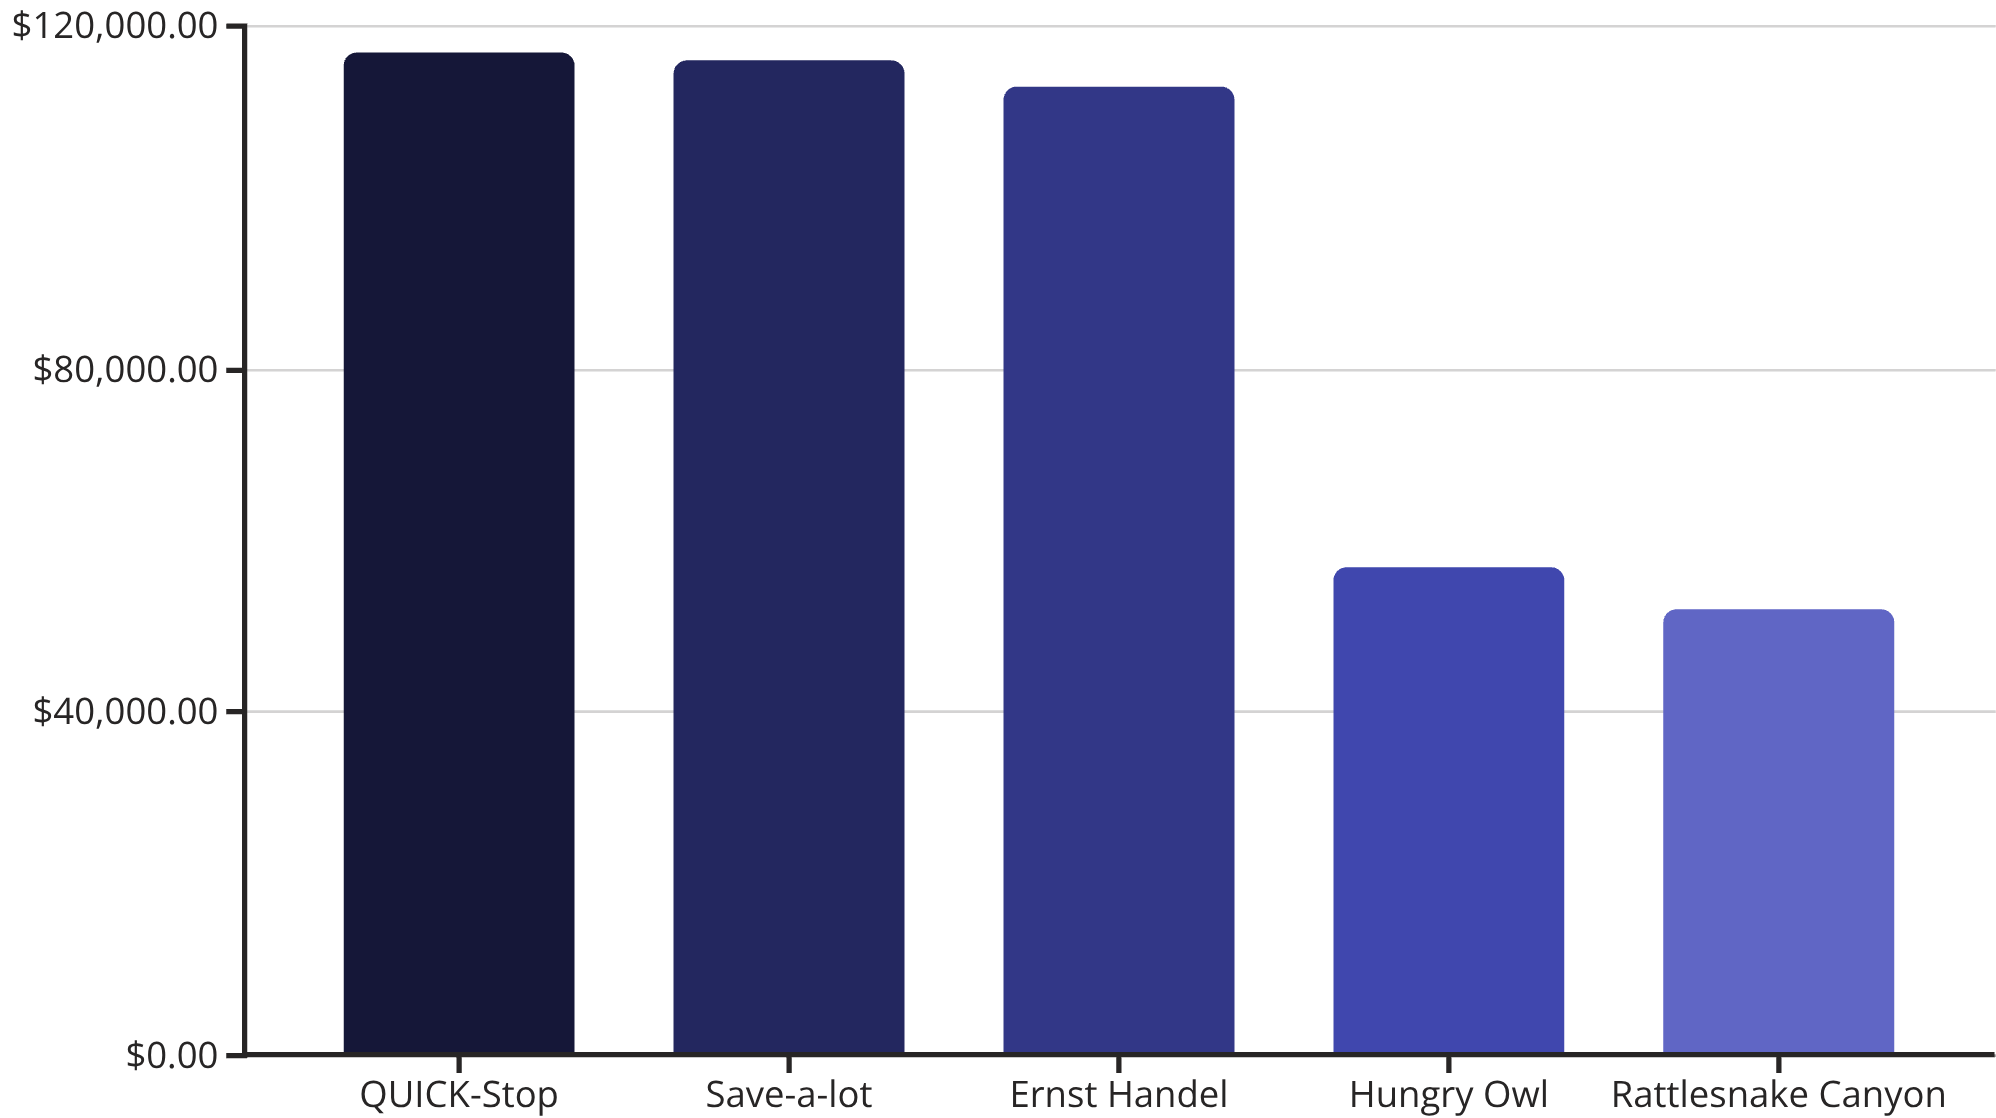 $120,000.00
$80,000.00
$40,000.00
$0.00
QUICK-Stop
Save-a-lot
Ernst Handel
Hungry Owl
Rattlesnake Canyon